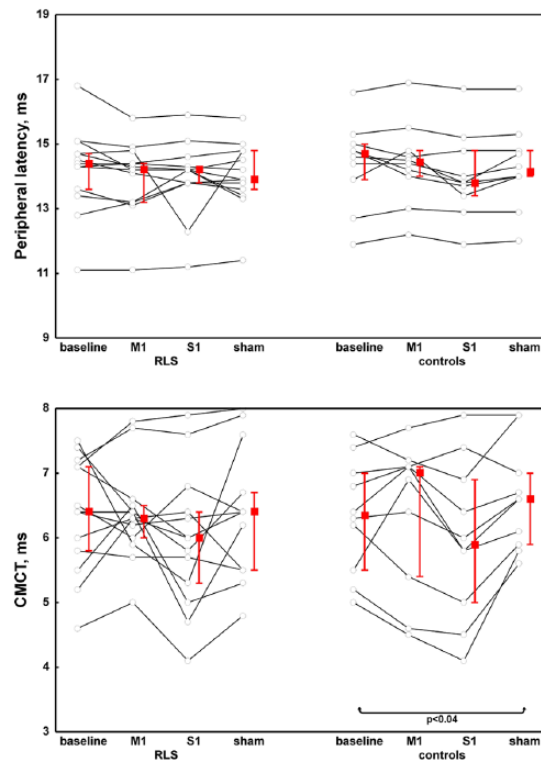 Peripheral latency, ms
19
17
15
13
11
9
baseline M1 S1 sham baseline M1 S1 sham
RLS controls
CMCT, ms
8
7
6
5
4
3
p<0.04
baseline M1 S1 sham baseline M1 S1 sham
RLS controls